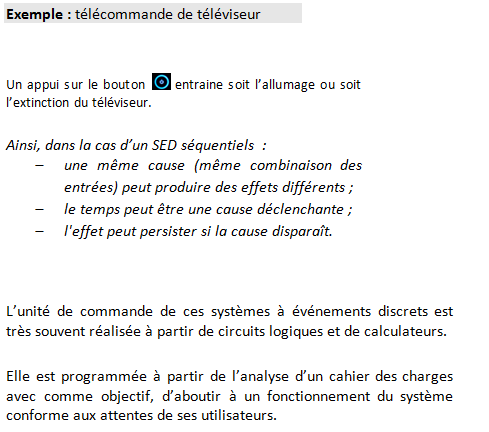 Exemple : télécommande de téléviseur
Un appui sur le bouton entraine soit l’allumage ou soit
l’extinction du téléviseur.
Ainsi, dans la cas d’un SED séquentiels :
– une même cause (même combinaison des
entrées) peut produire des effets différents ;
– le temps peut être une cause déclenchante ;
– l'effet peut persister si la cause disparaît.
L’unité de commande de ces systèmes à événements discrets est
très souvent réalisée à partir de circuits logiques et de calculateurs.
Elle est programmée à partir de l’analyse d’un cahier des charges
avec comme objectif, d’aboutir à un fonctionnement du système
conforme aux attentes de ses utilisateurs.